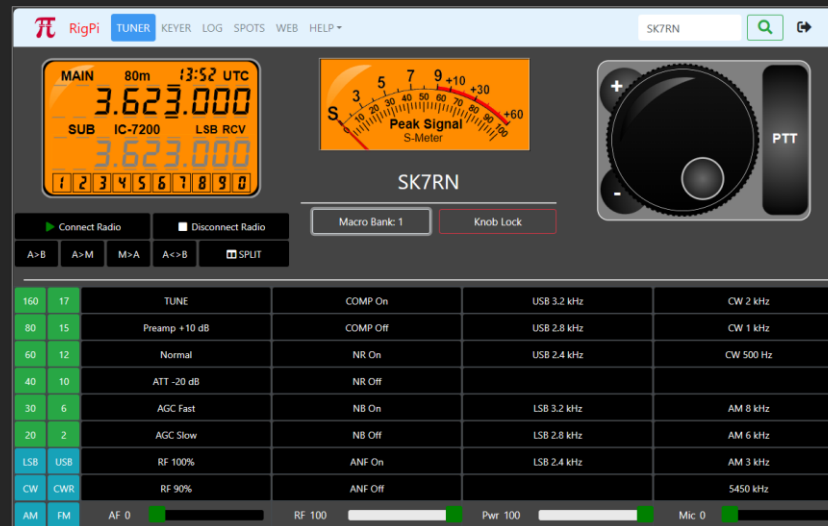 π RigPi TUNER KEYER LOG SPOTS WEB HELP SK7RN
MAIN 80m 13:52 UTC
3.623.000
SUB IC-7200 LSB RCV
3.623.000
1 2 3 4 5 6 7 8 9 0
S 3 5 7 9 +10 +30 +60
0 10 20 30 40 50 60 70 80 90 100
Peak Signal
S-Meter
+
-
PTT
SK7RN
Connect Radio Disconnect Radio
Macro Bank: 1 Knob Lock
A>B A>M M>A A<>B SPLIT
160 17 TUNE COMP On USB 3.2 kHz CW 2 kHz
80 15 Preamp +10 dB COMP Off USB 2.8 kHz CW 1 kHz
60 12 Normal NR On USB 2.4 kHz CW 500 Hz
40 10 ATT -20 dB NR Off
30 6 AGC Fast NB On LSB 3.2 kHz AM 8 kHz
20 2 AGC Slow NB Off LSB 2.8 kHz AM 6 kHz
LSB USB RF 100% ANF On LSB 2.4 kHz AM 3 kHz
CW CWR RF 90% ANF Off 5450 kHz
AM FM AF 0 RF 100 Pwr 100 Mic 0